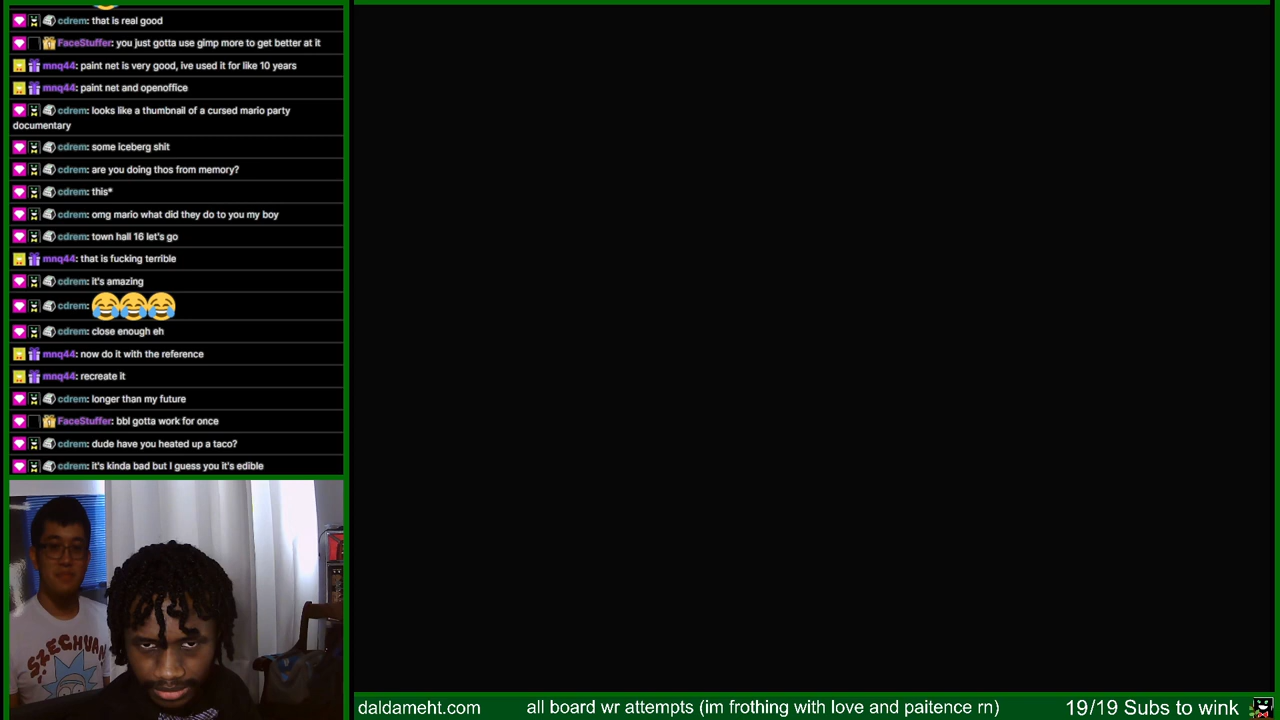 cdrem: that is real good
FaceStuffer: you just gotta use gimp more to get better at it
mnq44: paint net is very good, ive used it for like 10 years
mnq44: paint net and openoffice
cdrem: looks like a thumbnail of a cursed mario party
documentary
cdrem: some iceberg shit
cdrem: are you doing thos from memory?
cdrem: this*
cdrem: omg mario what did they do to you my boy
cdrem: town hall 16 let's go
mnq44: that is fucking terrible
cdrem: it's amazing
cdrem: 😂😂😂
cdrem: close enough eh
mnq44: now do it with the reference
mnq44: recreate it
cdrem: longer than my future
FaceStuffer: bbl gotta work for once
cdrem: dude have you heated up a taco?
cdrem: it's kinda bad but I guess you it's edible
SZECHUAN
daldameht.com
all board wr attempts (im frothing with love and paitence rn)
19/19 Subs to wink